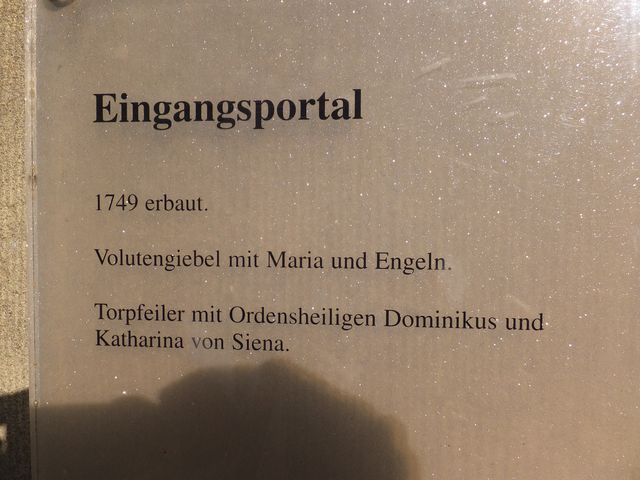 Eingangsportal
1749 erbaut.
Volutengiebel mit Maria und Engeln.
Torpfeiler mit Ordensheiligen Dominikus und
Katharina von Siena.